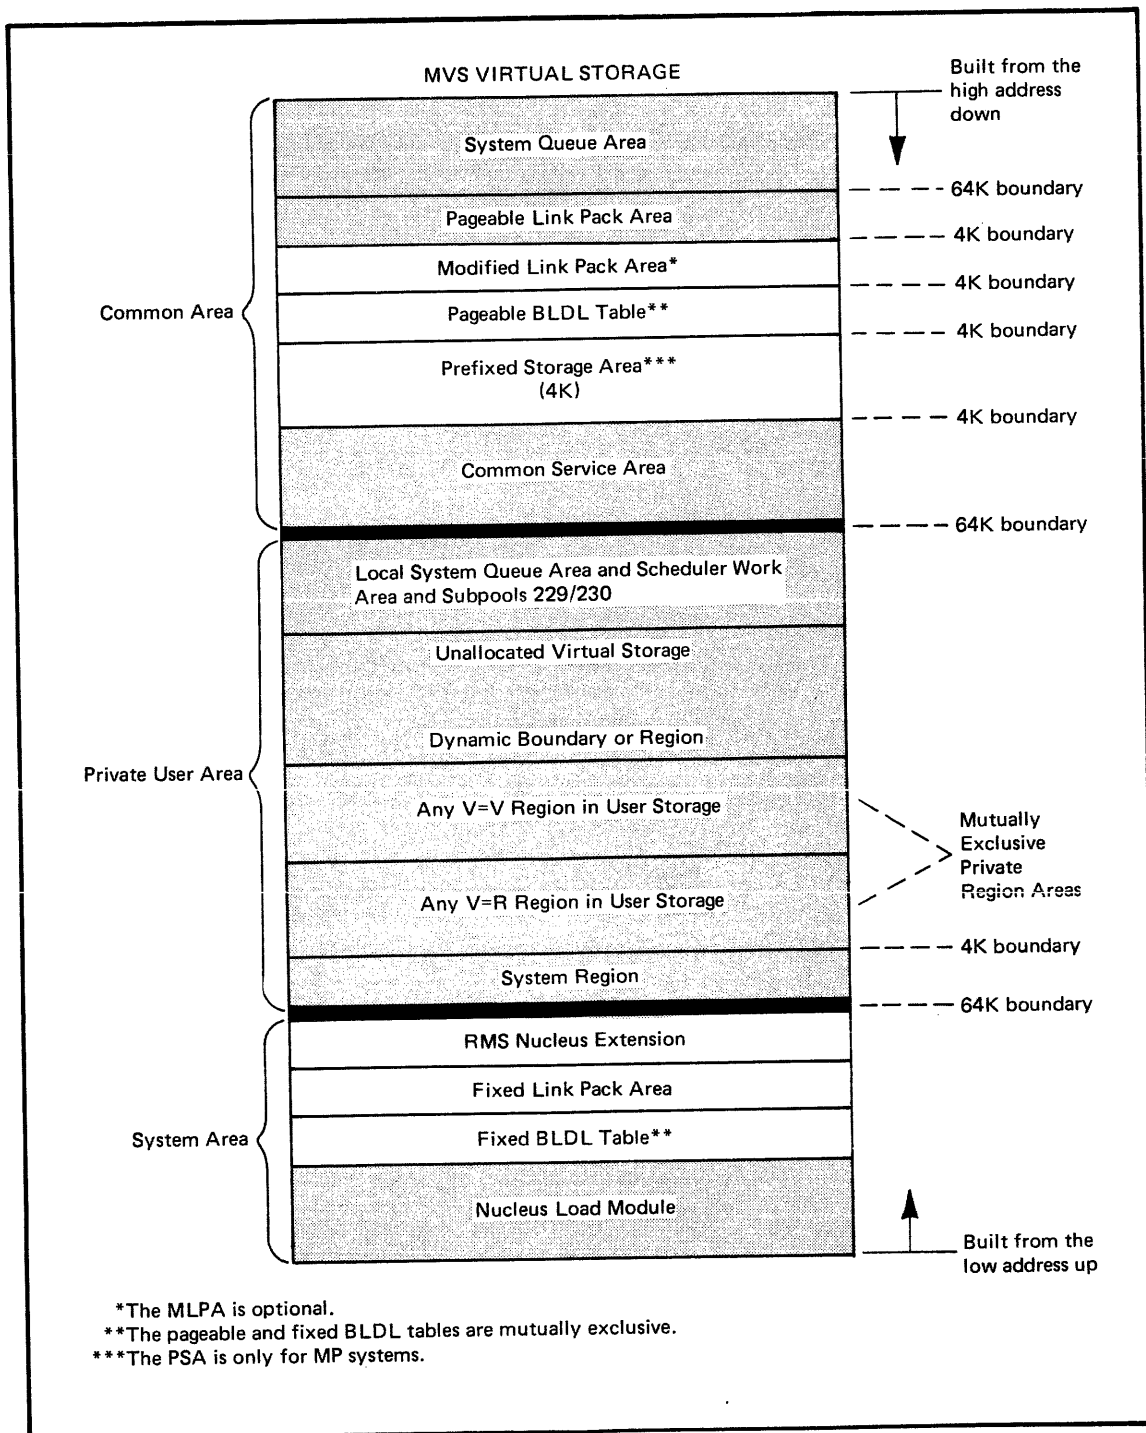 MVS VIRTUAL STORAGE
Built from the
high address
down
System Queue Area
64K boundary
Pageable Link Pack Area
4K boundary
Modified Link Pack Area*
4K boundary
Common Area
Pageable BLDL Table**
4K boundary
Prefixed Storage Area***
(4K)
4K boundary
Common Service Area
64K boundary
Local System Queue Area and Scheduler Work
Area and Subpools 229/230
Unallocated Virtual Storage
Dynamic Boundary or Region
Private User Area
Any V=V Region in User Storage
Mutually
Exclusive
Private
Region Areas
Any V=R Region in User Storage
4K boundary
System Region
64K boundary
RMS Nucleus Extension
Fixed Link Pack Area
System Area
Fixed BLDL Table**
Nucleus Load Module
Built from the
low address up
*The MLPA is optional.
**The pageable and fixed BLDL tables are mutually exclusive.
***The PSA is only for MP systems.